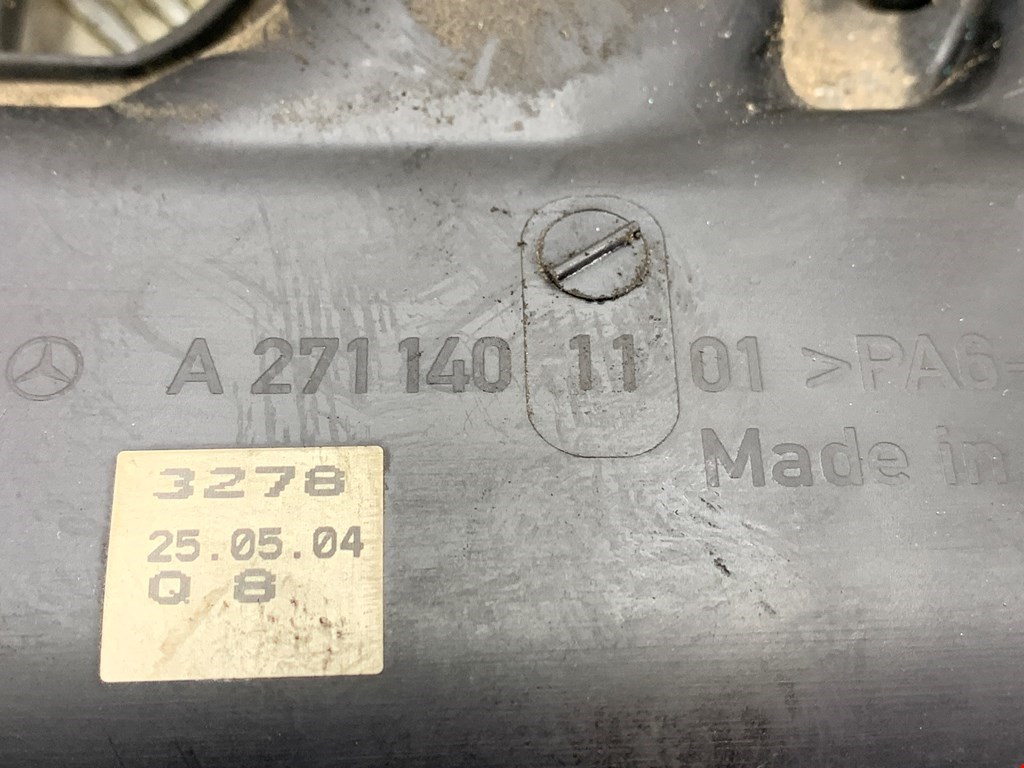 A 271 140 11 01 >PA6-
Made in
3278
25.05.04
Q 8